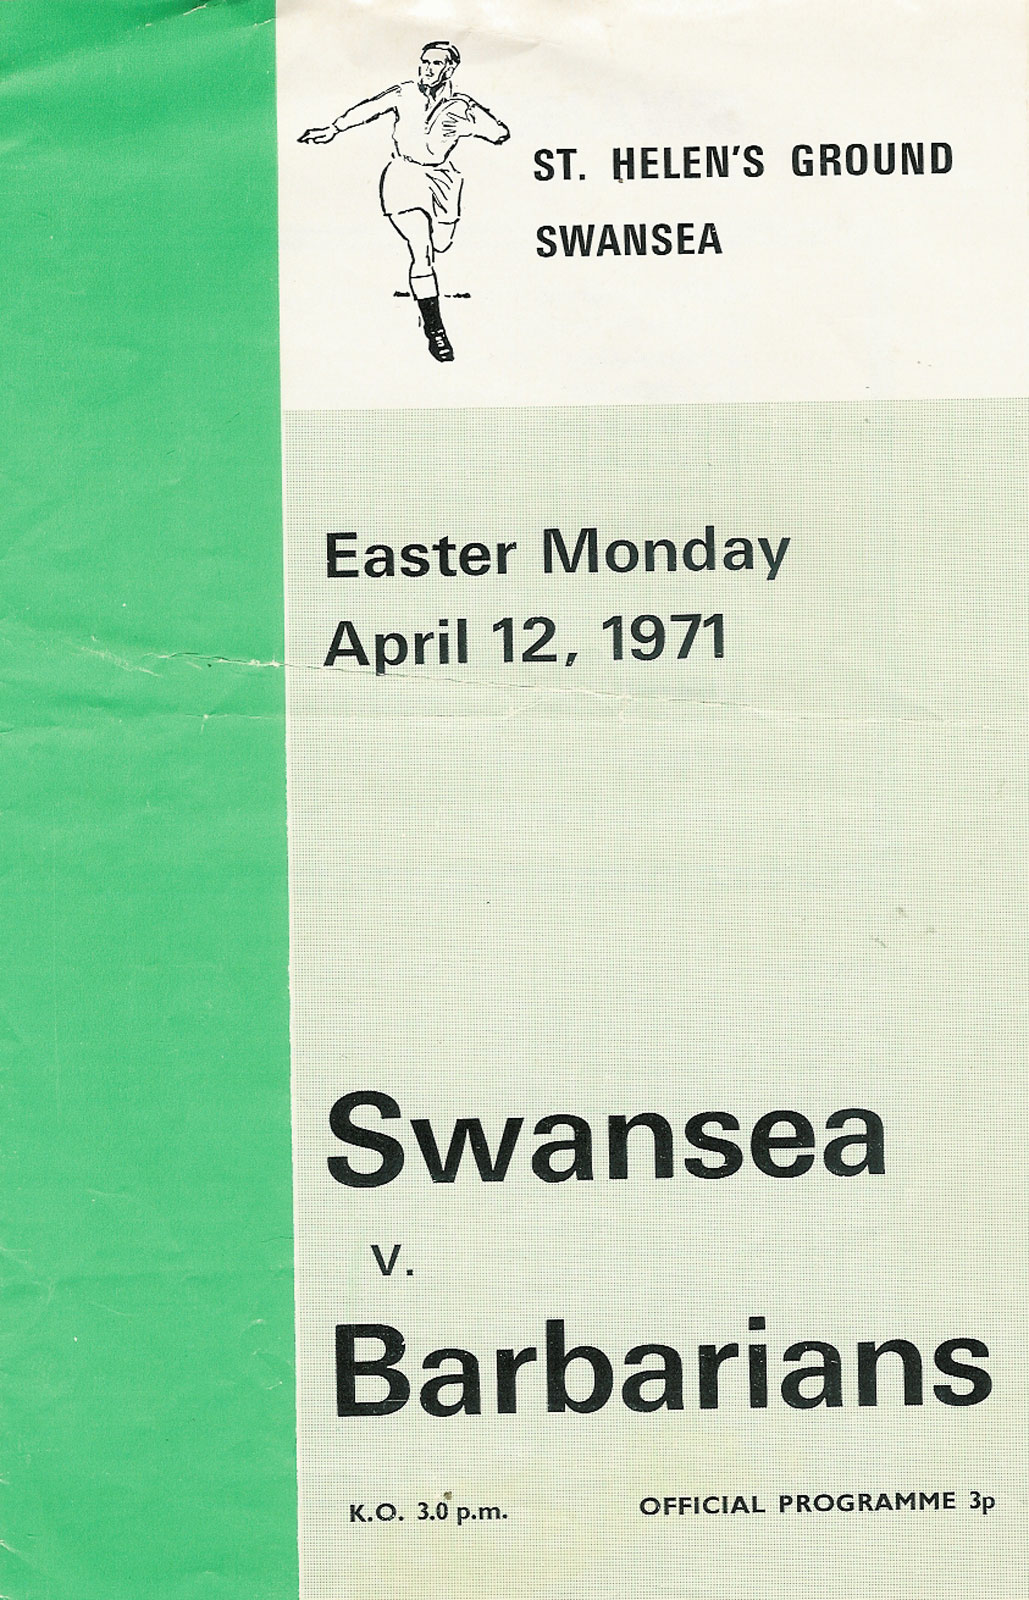 ST. HELEN'S GROUND
SWANSEA
Easter Monday
April 12, 1971
Swansea
v.
Barbarians
K.O. 3.0 p.m.
OFFICIAL PROGRAMME 3p